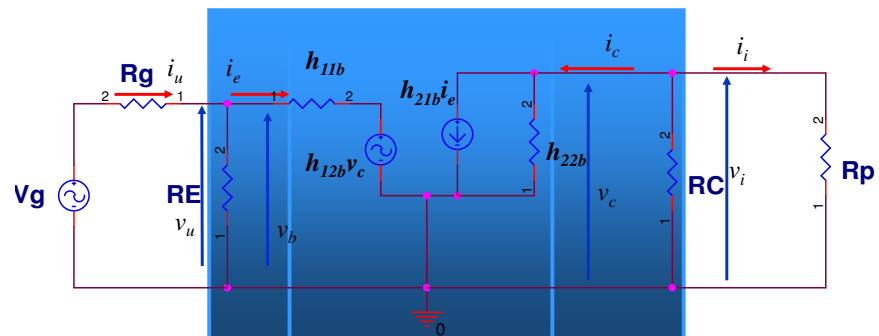 Rg
i_u
i_e
h_11b
i_c
i_i
2
1
1
2
h_21b i_e
2
1
h_12b v_c
h_22b
Vg
RE
2
1
v_u
v_b
v_c
RC
2
1
v_i
Rp
2
1
0